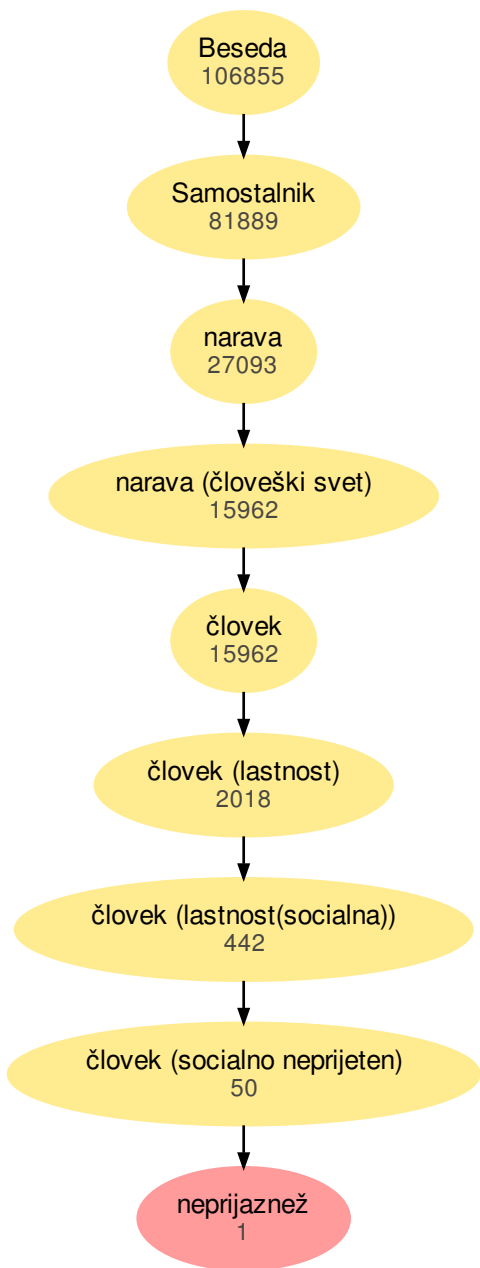 Beseda
106855
Samostalnik
81889
narava
27093
narava (človeški svet)
15962
človek
15962
človek (lastnost)
2018
človek (lastnost(socialna))
442
človek (socialno neprijeten)
50
neprijaznež
1